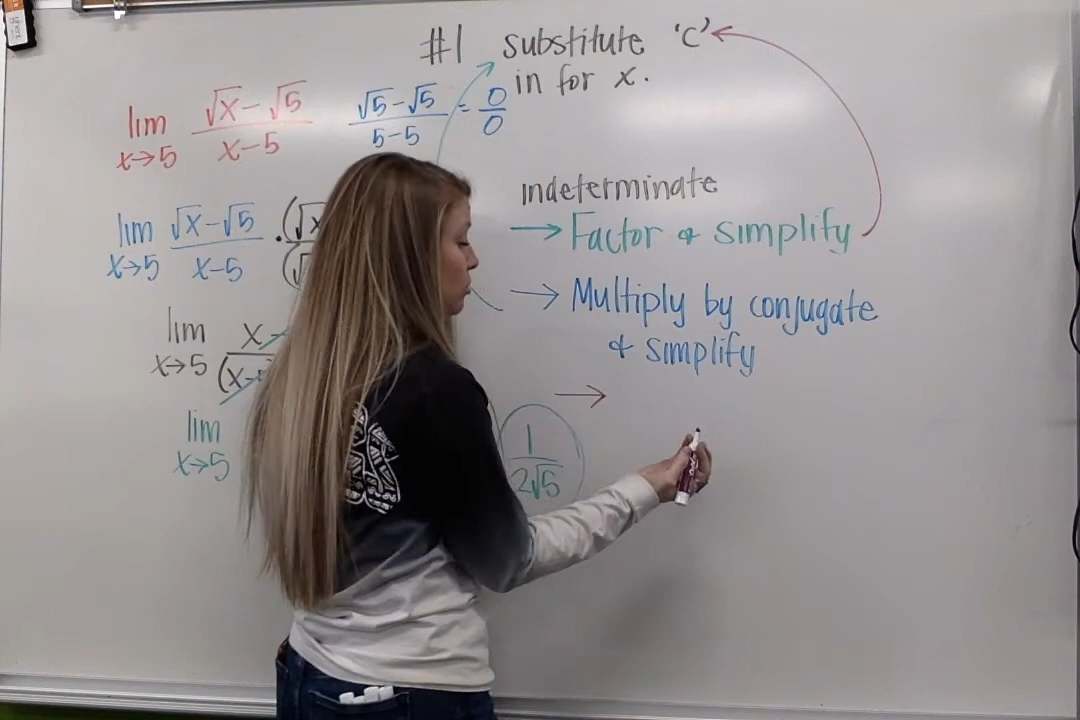 #1 substitute 'c'
in for x.
lim x→5 √x-√5 / x-5 √5-√5 / 5-5 = 0/0
indeterminate
→ Factor & simplify
lim x→5 √x-√5 / x-5 · (√x / (√
→ Multiply by conjugate
& simplify
lim x→5 x- / (x-
→
lim x→5 1 / 2√5